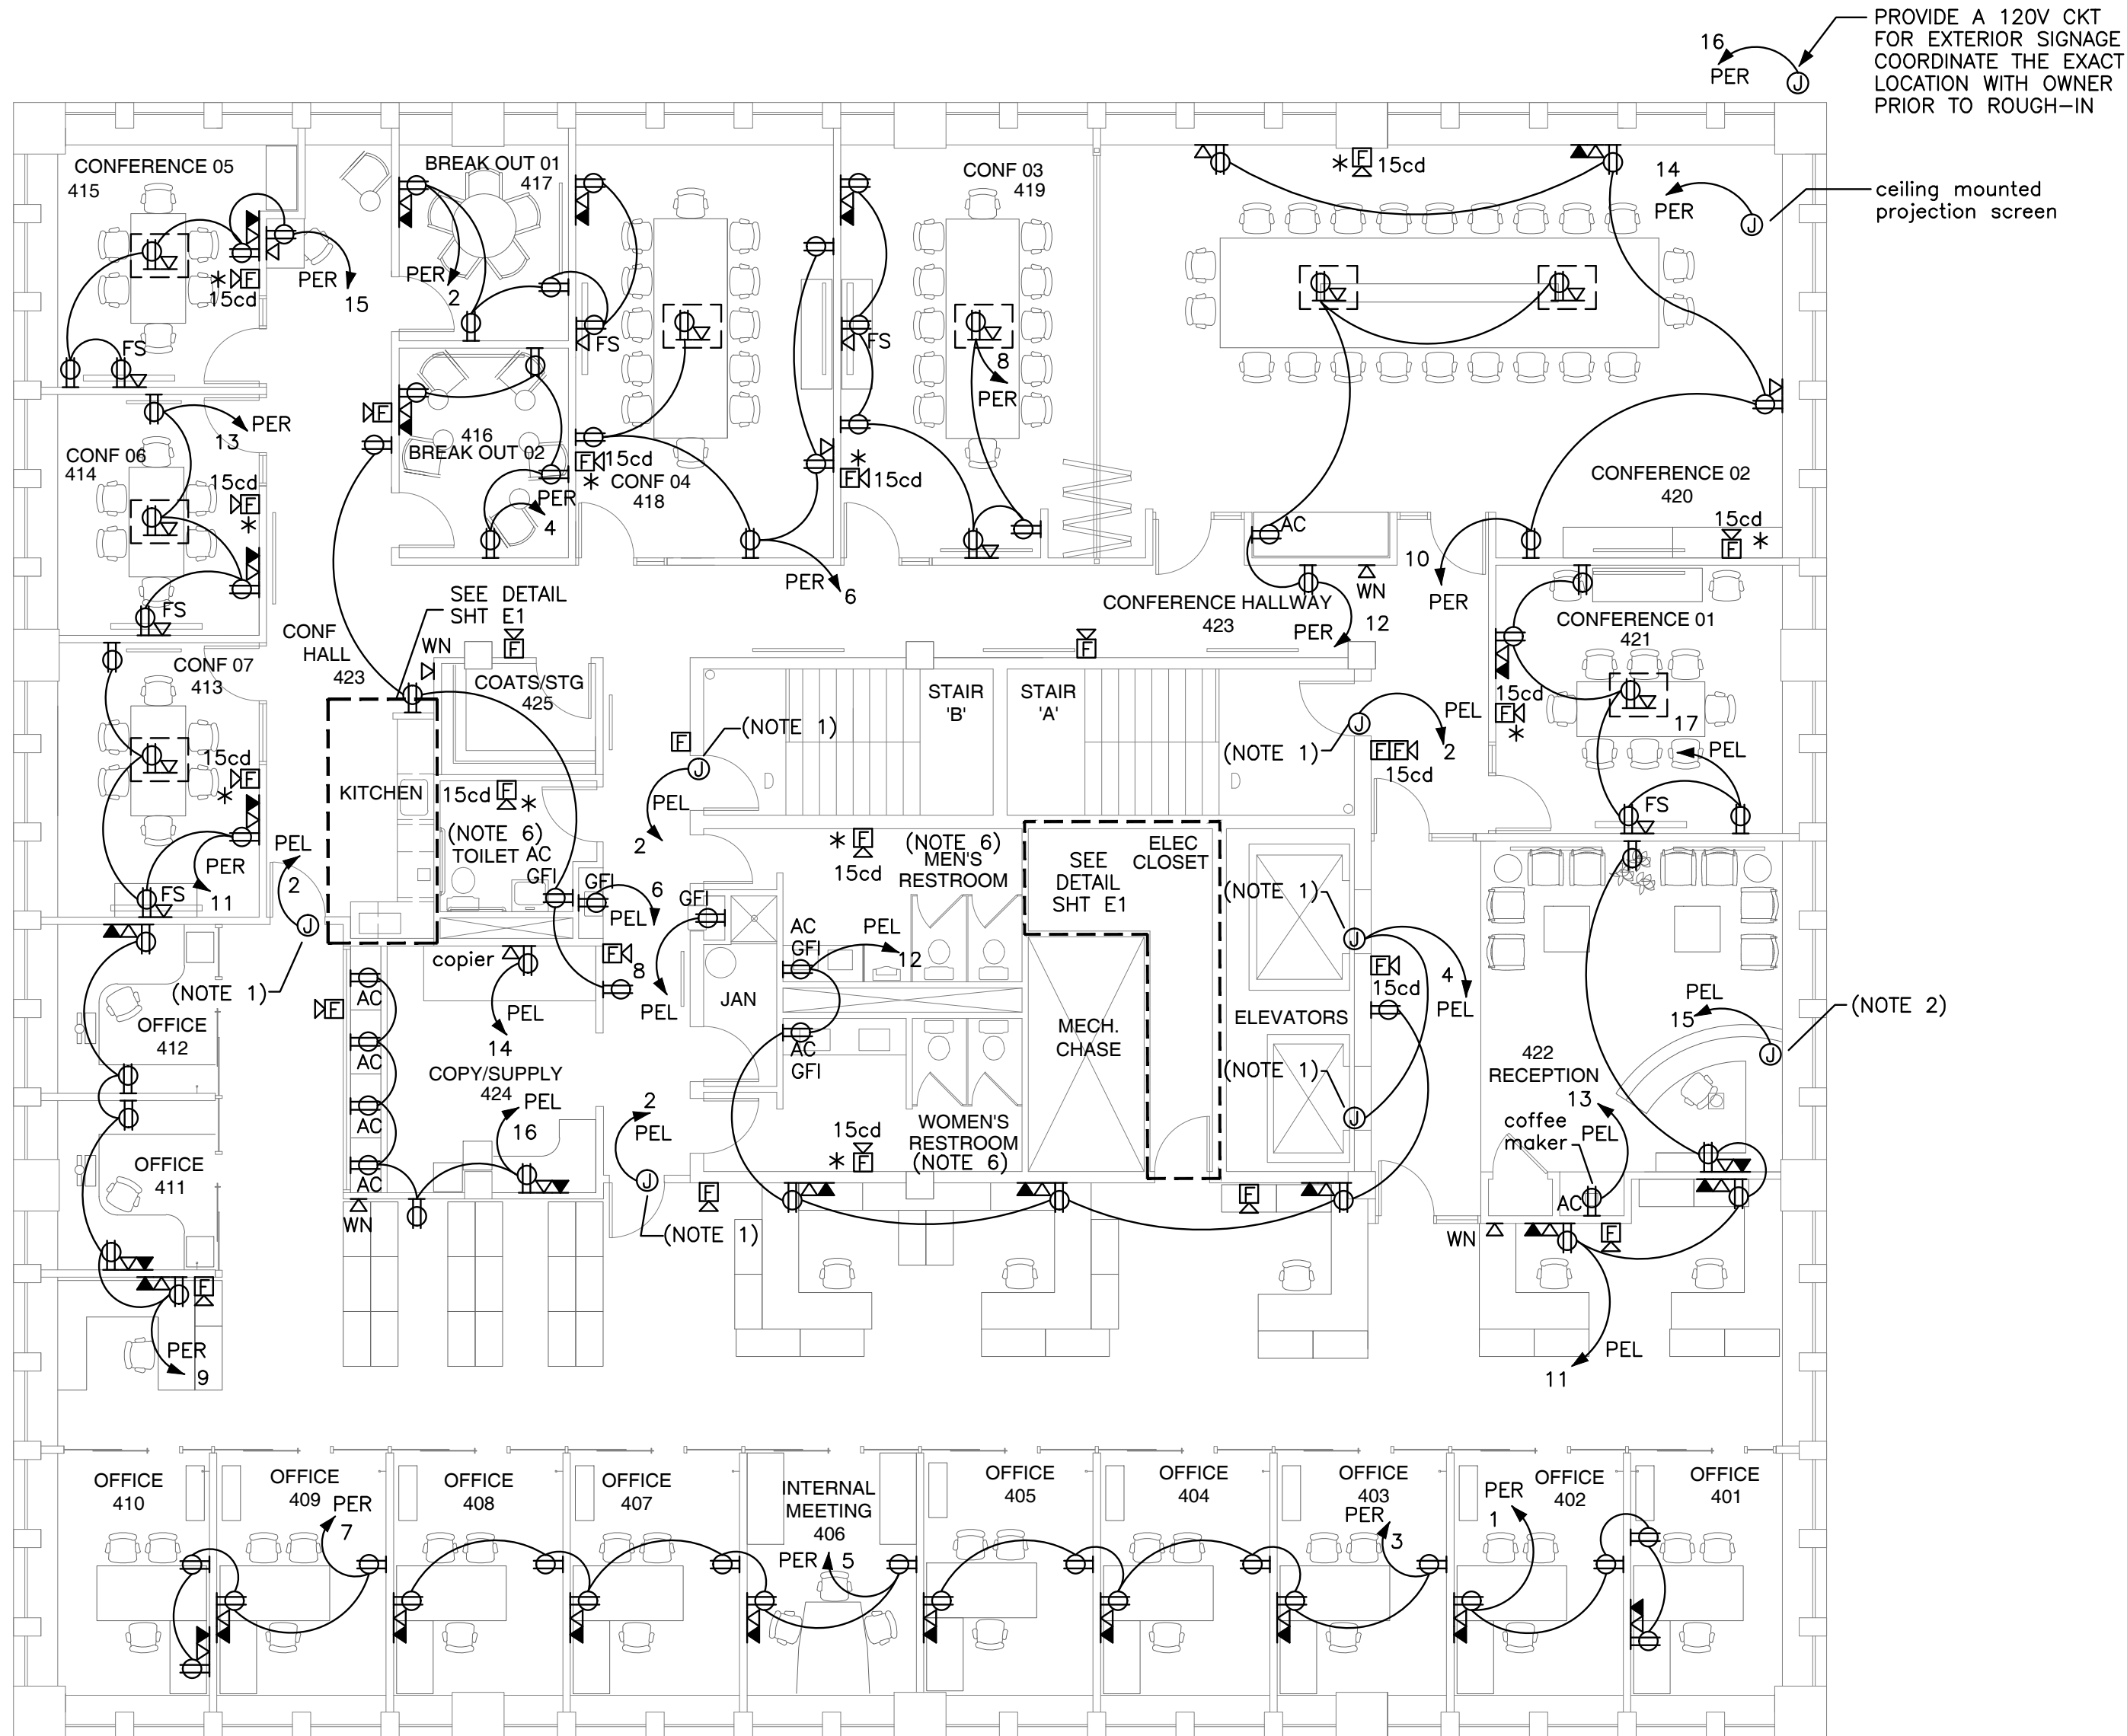 PROVIDE A 120V CKT
FOR EXTERIOR SIGNAGE
COORDINATE THE EXACT
LOCATION WITH OWNER
PRIOR TO ROUGH-IN
16
PER
J
CONFERENCE 05
415
BREAK OUT 01
417
CONF 03
419
* F 15cd
14
PER
J
ceiling mounted
projection screen
PER
15
PER
2
* F
15cd
FS
FS
FS
8
PER
13
PER
CONF 06
414
15cd
F
*
F
416
BREAK OUT 02
PER
4
F 15cd
*
CONF 04
418
*
F 15cd
CONFERENCE 02
420
15cd
F *
AC
10
PER
FS
PER
6
SEE DETAIL
SHT E1
CONFERENCE HALLWAY
423
WN
PER
12
CONFERENCE 01
421
CONF
HALL
423
WN
F
F
CONF 07
413
COATS/STG
425
STAIR
'B'
STAIR
'A'
15cd
F
*
17
PEL
F
(NOTE 1)
J
PEL
2
(NOTE 1)
J
PEL
2
F F
15cd
15cd
F
*
KITCHEN
15cd F *
(NOTE 6)
TOILET
AC
GFI
GFI
6
PEL
GFI
* F
15cd
(NOTE 6)
MEN'S
RESTROOM
SEE
DETAIL
SHT E1
ELEC
CLOSET
FS
PEL
2
PER
11
FS
J
(NOTE 1)
(NOTE 1)
J
4
PEL
AC
GFI
PEL
12
copier
F
8
PEL
F
15cd
F
AC
PEL
14
JAN
OFFICE
412
AC
AC
GFI
MECH.
CHASE
ELEVATORS
(NOTE 1)
J
PEL
15
J
(NOTE 2)
422
RECEPTION
13
PEL
coffee
maker
AC
COPY/SUPPLY
424
PEL
16
AC
AC
2
PEL
J
(NOTE 1)
15cd
* F
WOMEN'S
RESTROOM
(NOTE 6)
OFFICE
411
WN
F
F
WN
F
F
PER
9
PEL
11
OFFICE
410
OFFICE
409
PER
7
OFFICE
408
OFFICE
407
INTERNAL
MEETING
406
PER 5
OFFICE
405
OFFICE
404
OFFICE
403
PER
3
PER
1
OFFICE
402
OFFICE
401